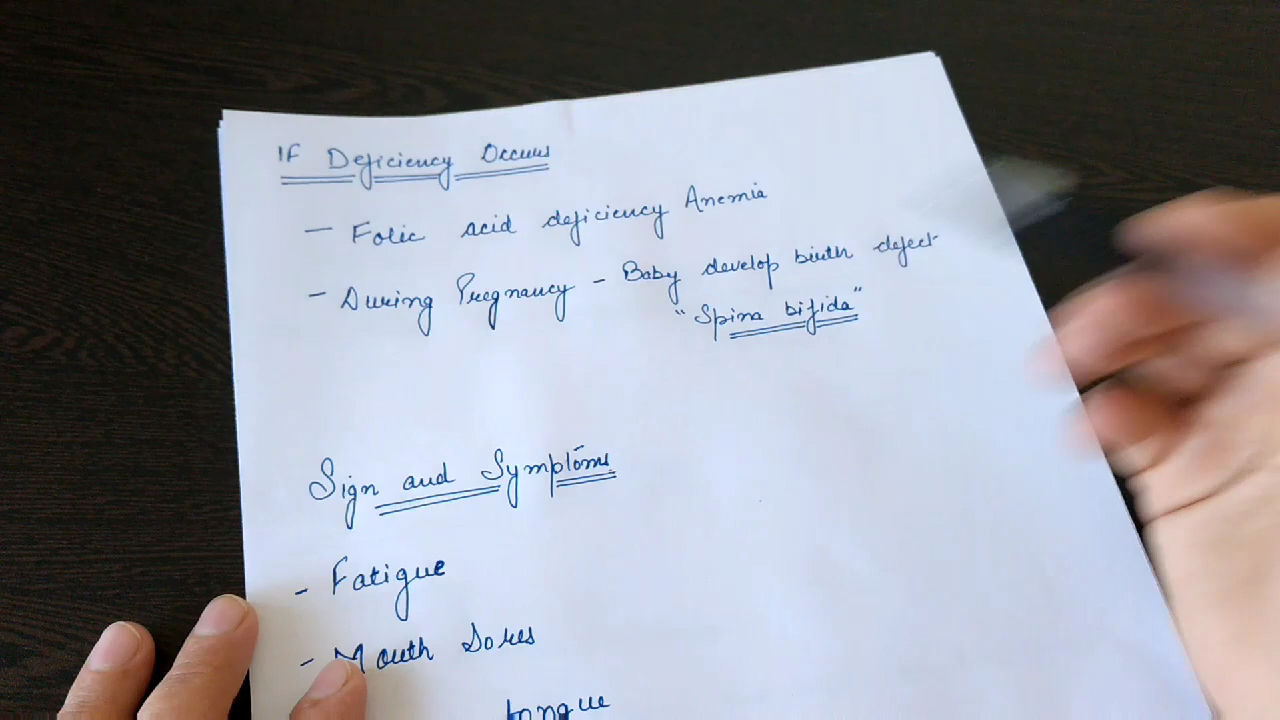 IF Deficiency Occurs
- Folic acid deficiency Anemia
- During Pregnancy - Baby develop birth defect
"Spina bifida"
Sign and Symptoms
- Fatigue
- Mouth Sores
tongue